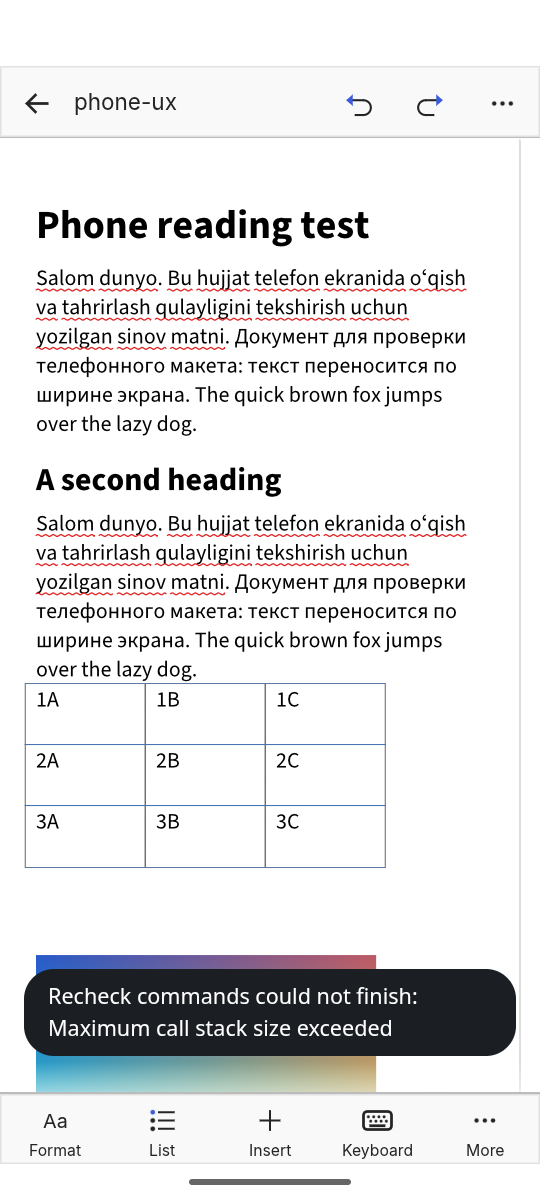 phone-ux
Phone reading test
Salom dunyo. Bu hujjat telefon ekranida oʻqish
va tahrirlash qulayligini tekshirish uchun
yozilgan sinov matni. Документ для проверки
телефонного макета: текст переносится по
ширине экрана. The quick brown fox jumps
over the lazy dog.
A second heading
Salom dunyo. Bu hujjat telefon ekranida oʻqish
va tahrirlash qulayligini tekshirish uchun
yozilgan sinov matni. Документ для проверки
телефонного макета: текст переносится по
ширине экрана. The quick brown fox jumps
over the lazy dog.
1A 1B 1C
2A 2B 2C
3A 3B 3C
Recheck commands could not finish:
Maximum call stack size exceeded
Aa
Format List Insert Keyboard More